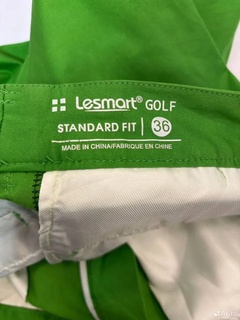 Lesmart® GOLF
STANDARD FIT 36
MADE IN CHINA/FABRIQUE EN CHINE